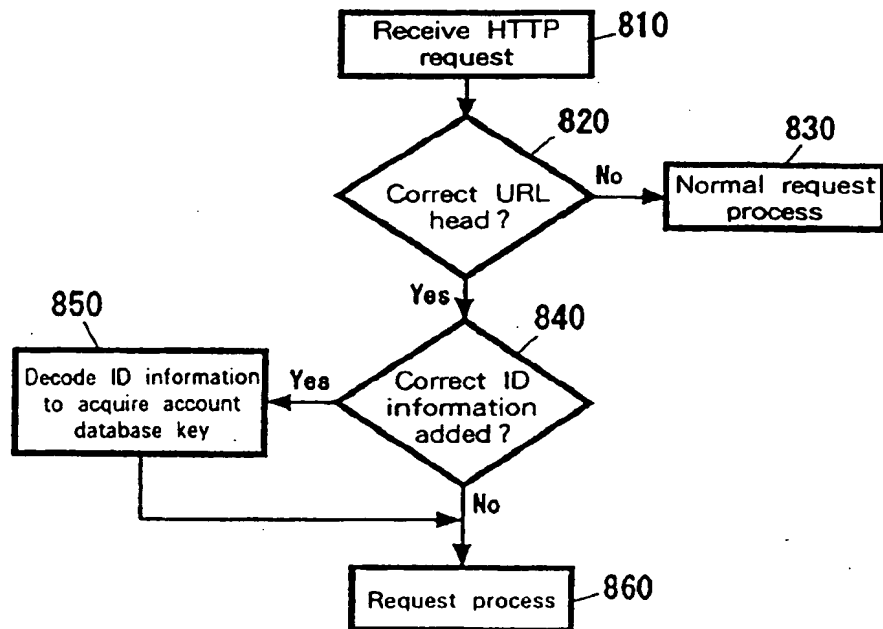 Receive HTTP
request
810
820
Correct URL
head?
No
830
Normal request
process
Yes
840
Correct ID
information
added?
Yes
850
Decode ID information
to acquire account
database key
No
Request process
860